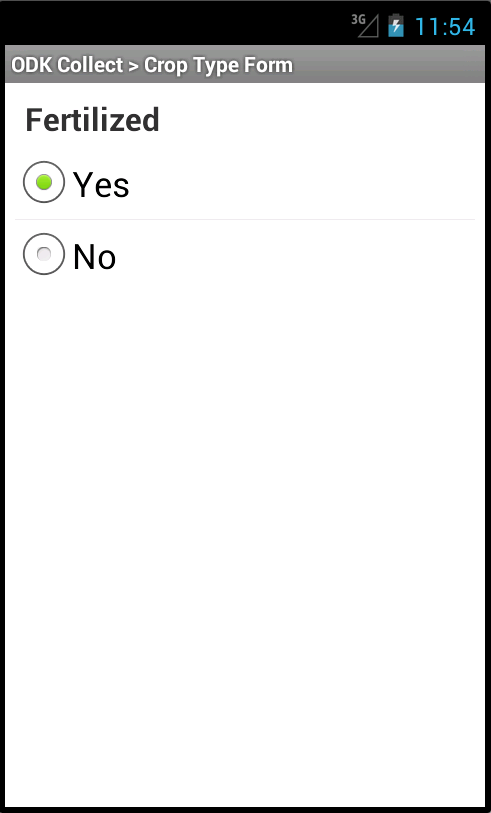 3G 11:54
ODK Collect > Crop Type Form
Fertilized
Yes
No